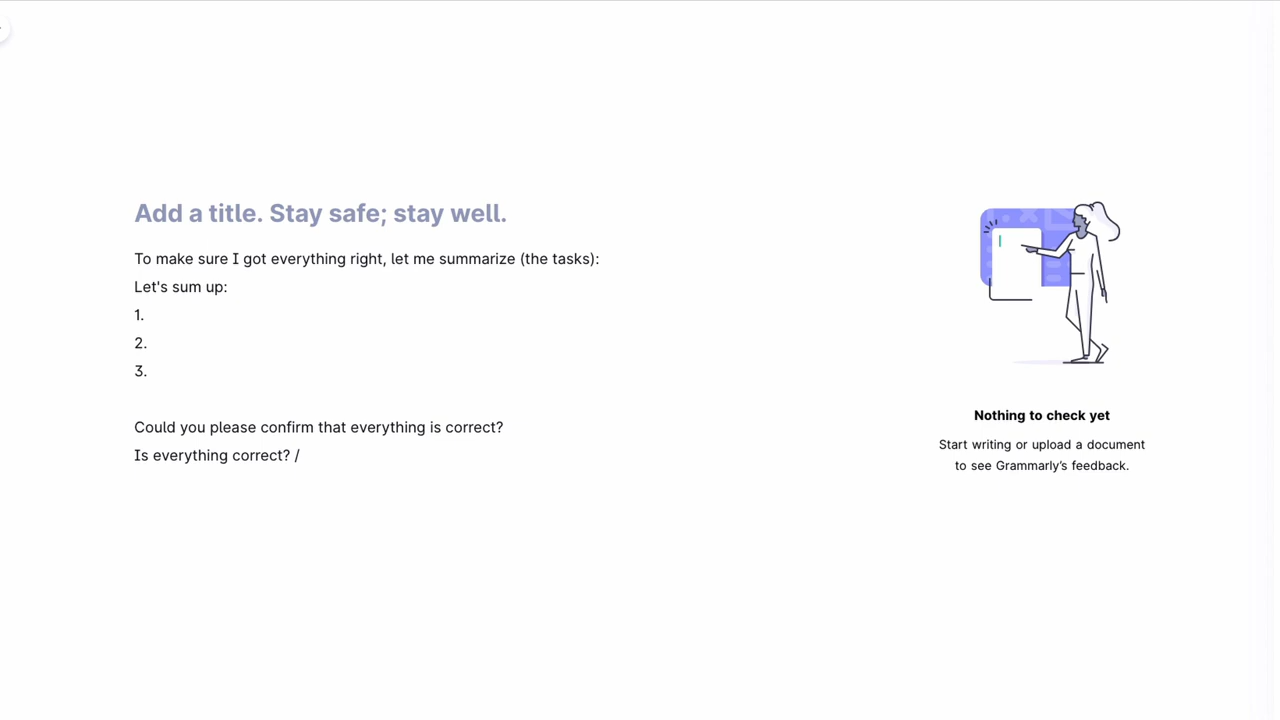 Add a title. Stay safe; stay well.
To make sure I got everything right, let me summarize (the tasks):
Let's sum up:
1.
2.
3.
Could you please confirm that everything is correct?
Is everything correct? /
Nothing to check yet
Start writing or upload a document
to see Grammarly’s feedback.